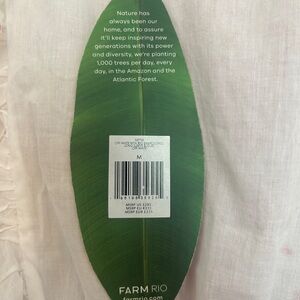 Nature has
always been our
home, and to assure
it'll keep inspiring new
generations with its power
and diversity, we're planting
1,000 trees per day, every
day, in the Amazon and the
Atlantic Forest.
M
FARM RIO
farmrio.com